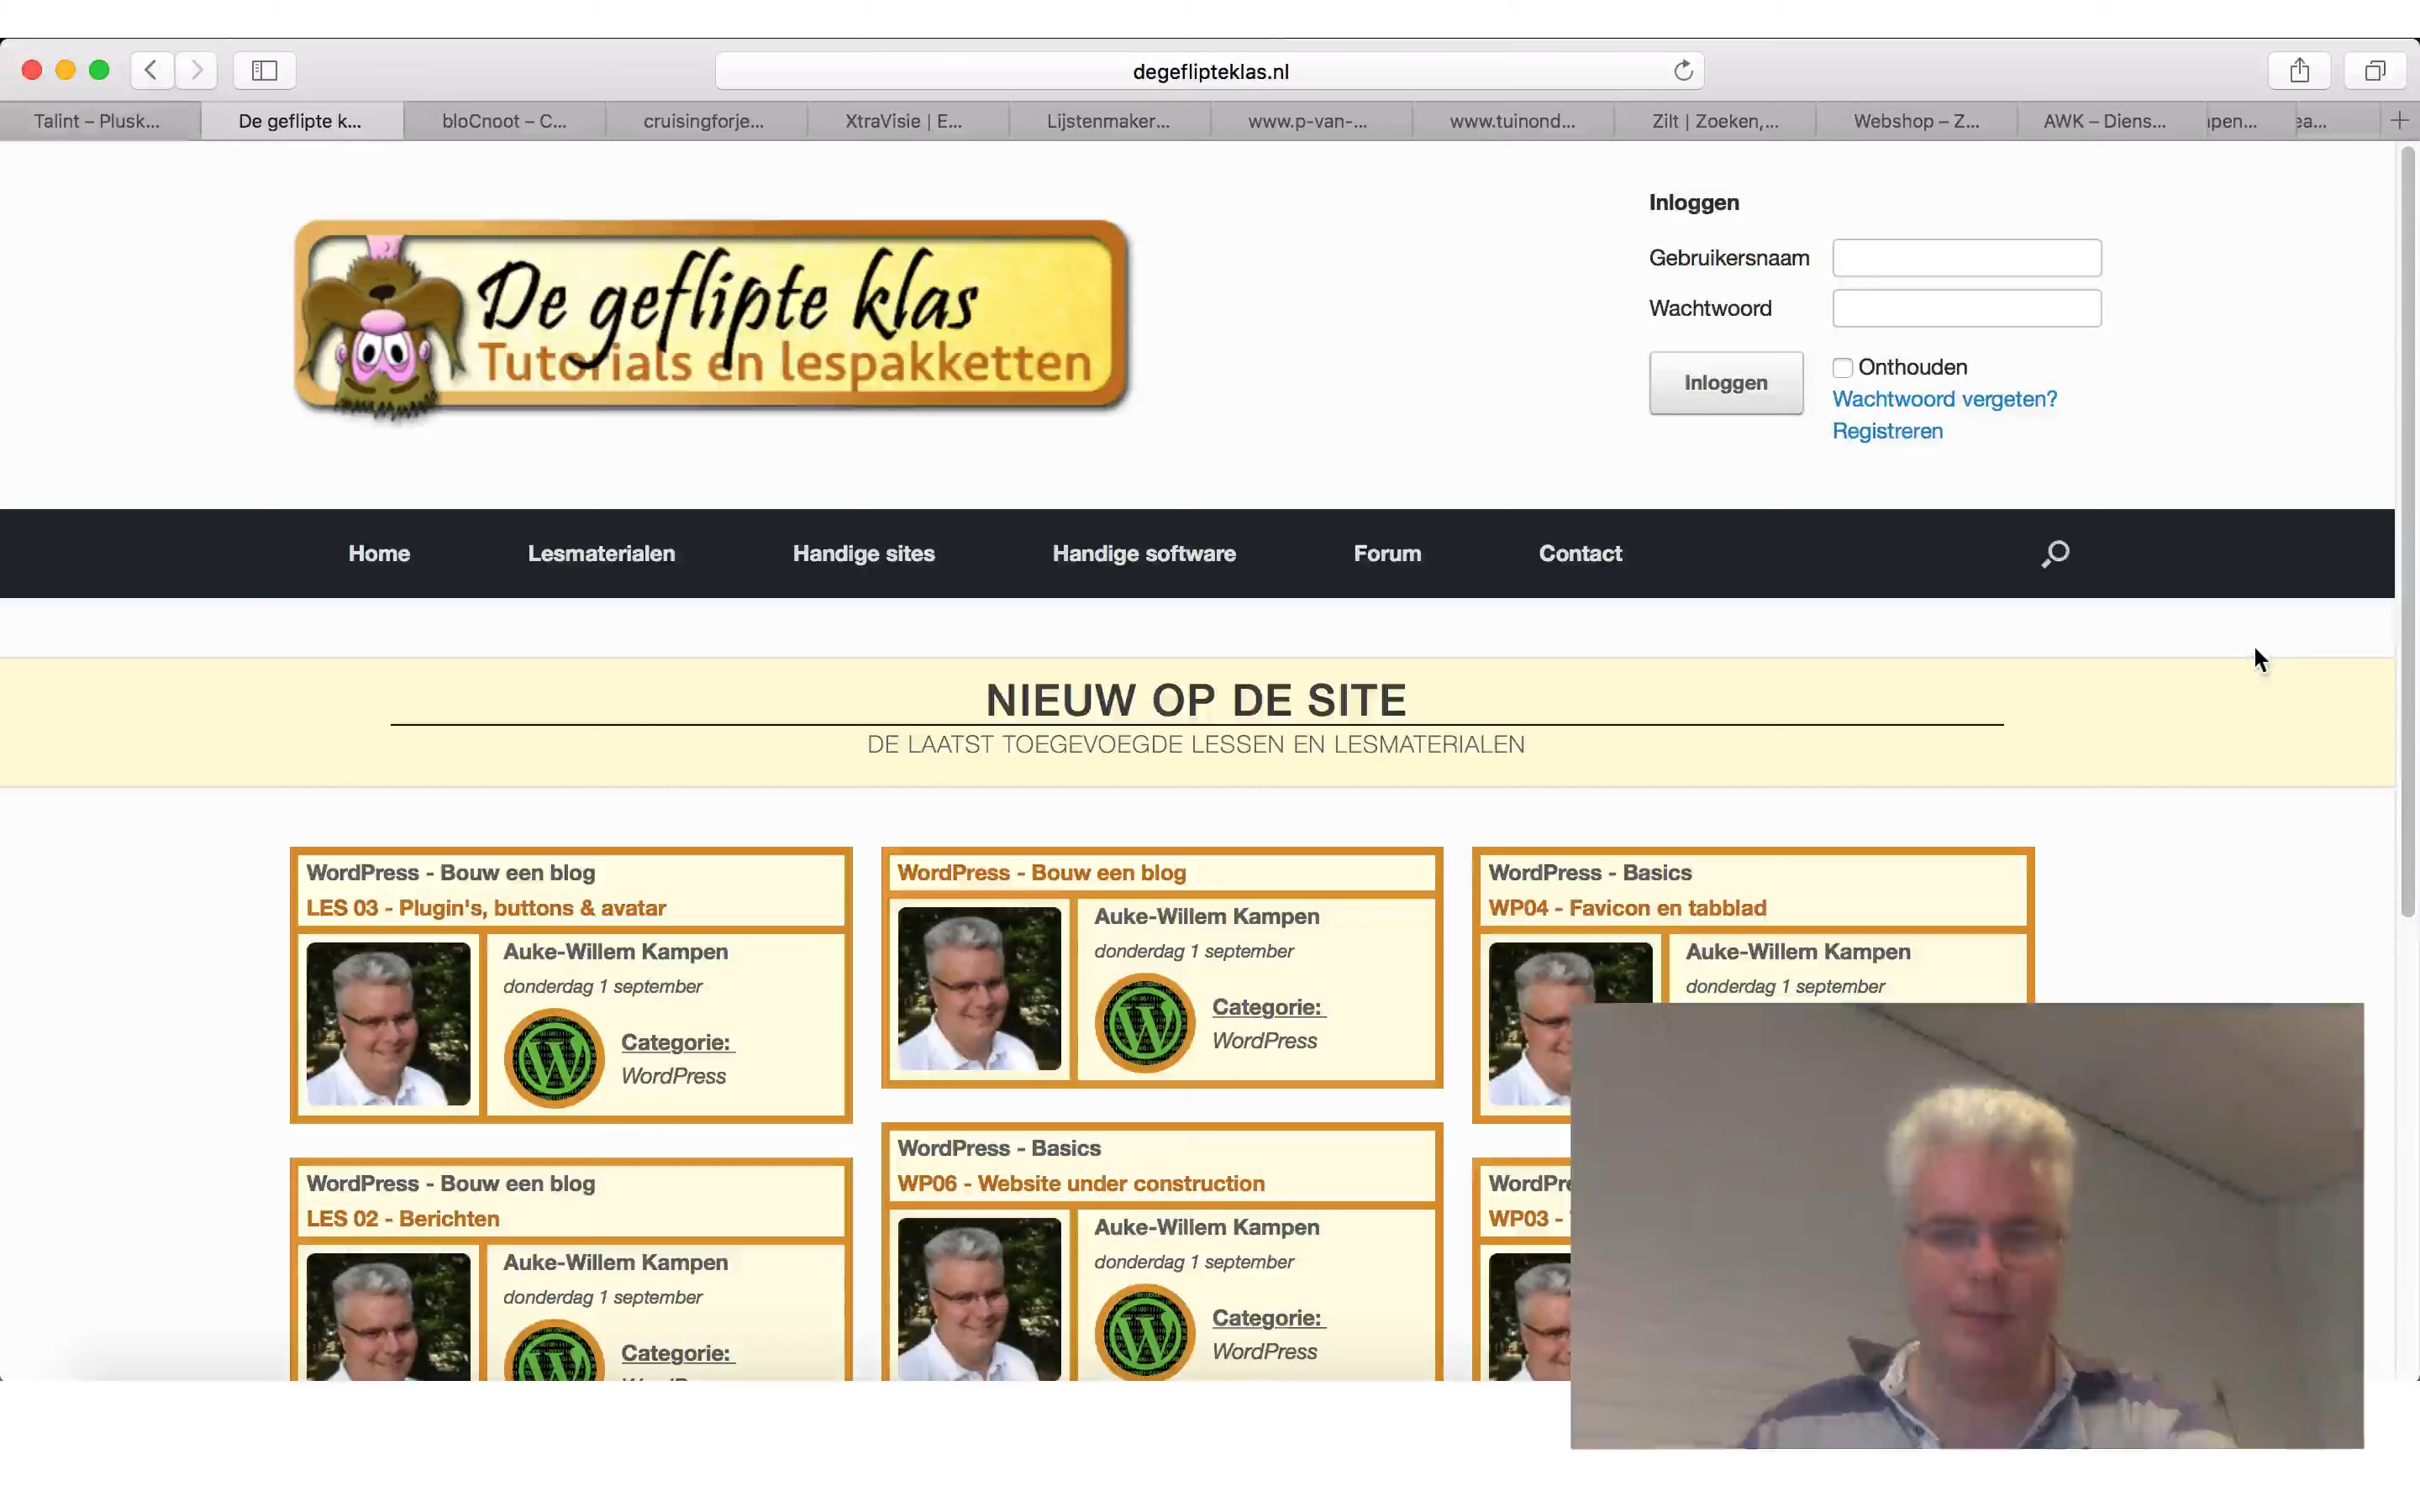 degeflipteklas.nl
Talint – Plusk...
De geflipte k...
bloCnoot – C...
cruisingforje...
XtraVisie | E...
Lijstenmaker...
www.p-van-...
www.tuinond...
Zilt | Zoeken,...
Webshop – Z...
AWK – Diens...
pen...
ea...
Inloggen
Gebruikersnaam
Wachtwoord
Inloggen
Onthouden
Wachtwoord vergeten?
Registreren
De geflipte klas
Tutorials en lespakketten
Home
Lesmaterialen
Handige sites
Handige software
Forum
Contact
NIEUW OP DE SITE
DE LAATST TOEGEVOEGDE LESSEN EN LESMATERIALEN
WordPress - Bouw een blog
LES 03 - Plugin's, buttons & avatar
Auke-Willem Kampen
donderdag 1 september
Categorie:
WordPress
WordPress - Bouw een blog
Auke-Willem Kampen
donderdag 1 september
Categorie:
WordPress
WordPress - Basics
WP04 - Favicon en tabblad
Auke-Willem Kampen
donderdag 1 september
WordPress - Bouw een blog
LES 02 - Berichten
Auke-Willem Kampen
donderdag 1 september
Categorie:
WordPress - Basics
WP06 - Website under construction
Auke-Willem Kampen
donderdag 1 september
Categorie:
WordPress
WordPre
WP03 -